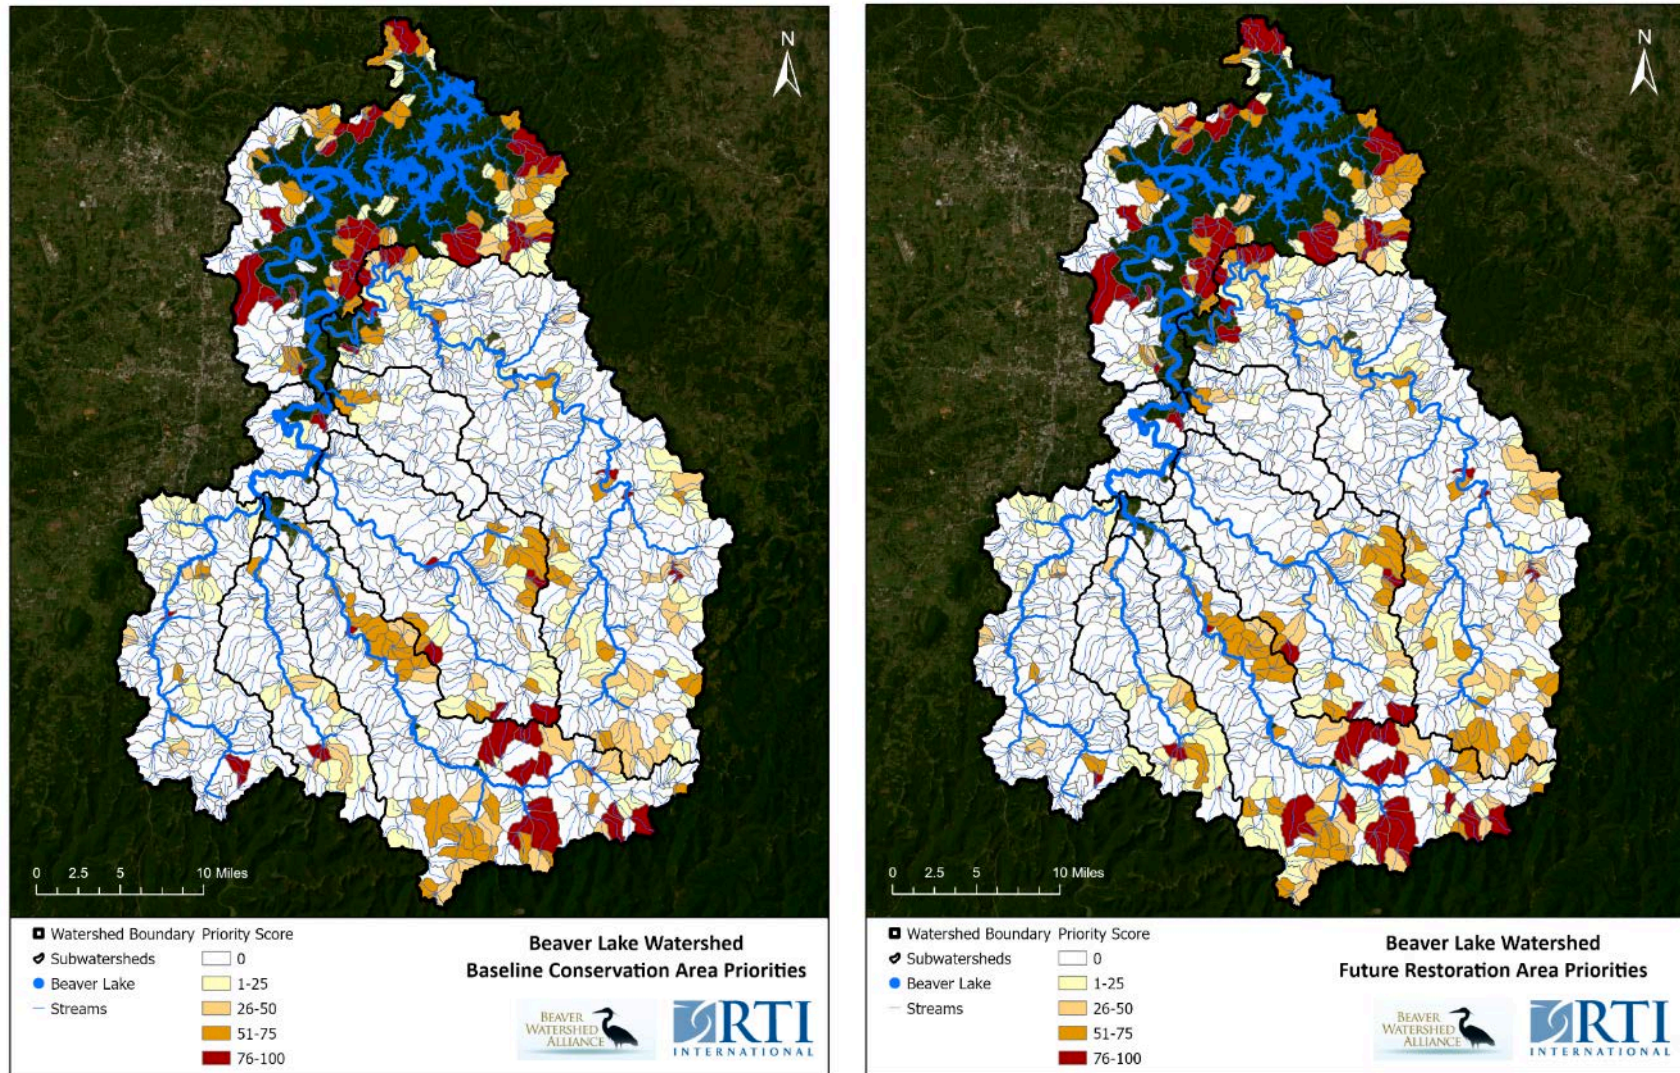 N
0 2.5 5 10 Miles
Watershed Boundary
Subwatersheds
Beaver Lake
Streams
Priority Score
0
1-25
26-50
51-75
76-100
Beaver Lake Watershed
Baseline Conservation Area Priorities
BEAVER
WATERSHED
ALLIANCE
RTI
INTERNATIONAL
N
0 2.5 5 10 Miles
Watershed Boundary
Subwatersheds
Beaver Lake
Streams
Priority Score
0
1-25
26-50
51-75
76-100
Beaver Lake Watershed
Future Restoration Area Priorities
BEAVER
WATERSHED
ALLIANCE
RTI
INTERNATIONAL